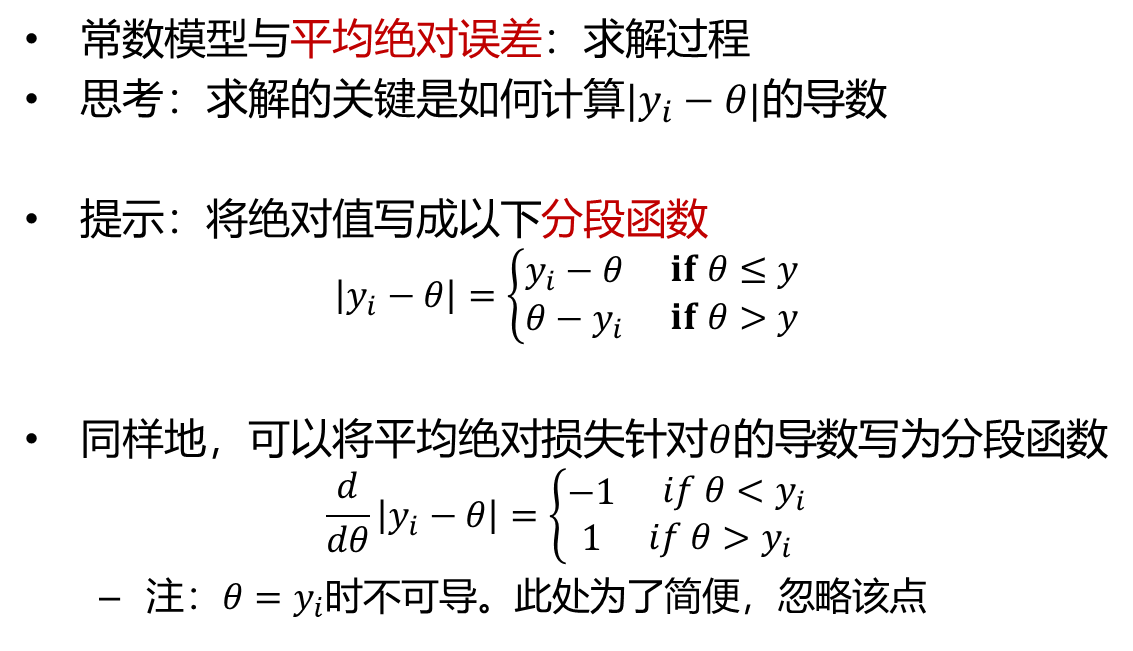 • 常数模型与平均绝对误差：求解过程
• 思考：求解的关键是如何计算|yᵢ − θ|的导数
• 提示：将绝对值写成以下分段函数
|yᵢ − θ| = { yᵢ − θ if θ ≤ y
θ − yᵢ if θ > y
• 同样地，可以将平均绝对损失针对θ的导数写为分段函数
d/dθ |yᵢ − θ| = { −1 if θ < yᵢ
1 if θ > yᵢ
– 注：θ = yᵢ时不可导。此处为了简便，忽略该点